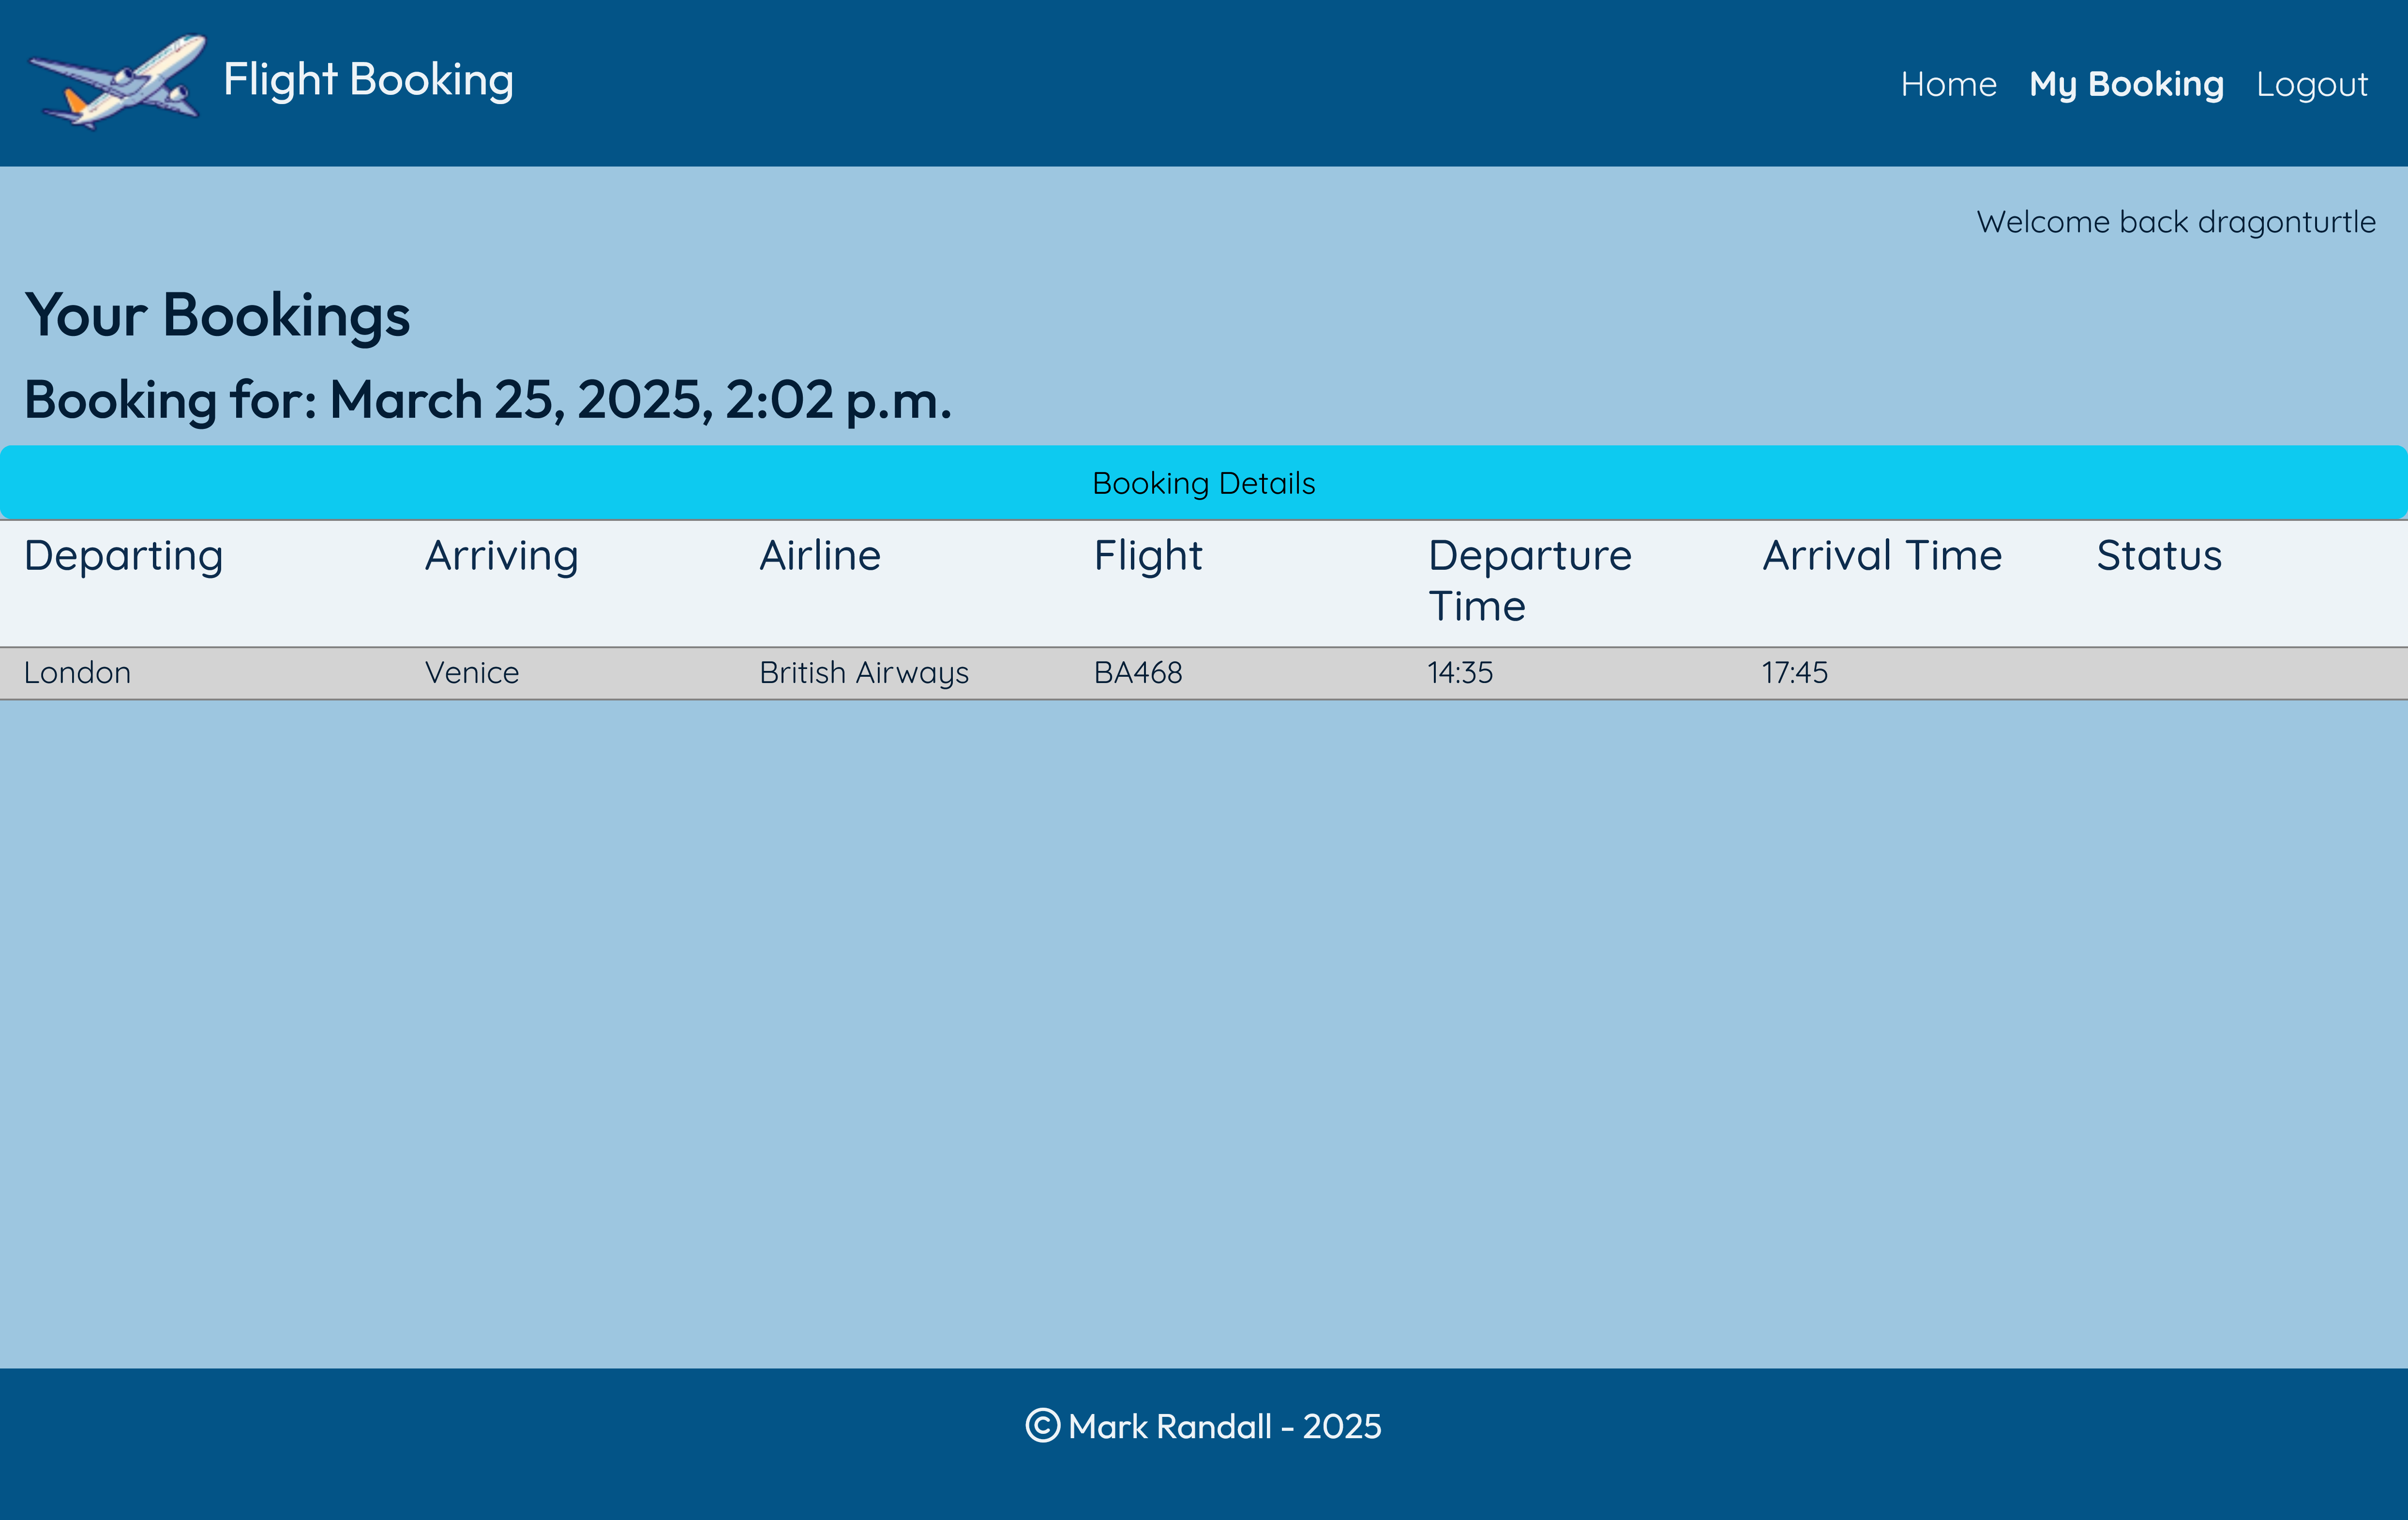 Flight Booking
Home My Booking Logout
Welcome back dragonturtle
Your Bookings
Booking for: March 25, 2025, 2:02 p.m.
Booking Details
Departing Arriving Airline Flight Departure Time Arrival Time Status
London Venice British Airways BA468 14:35 17:45
© Mark Randall - 2025